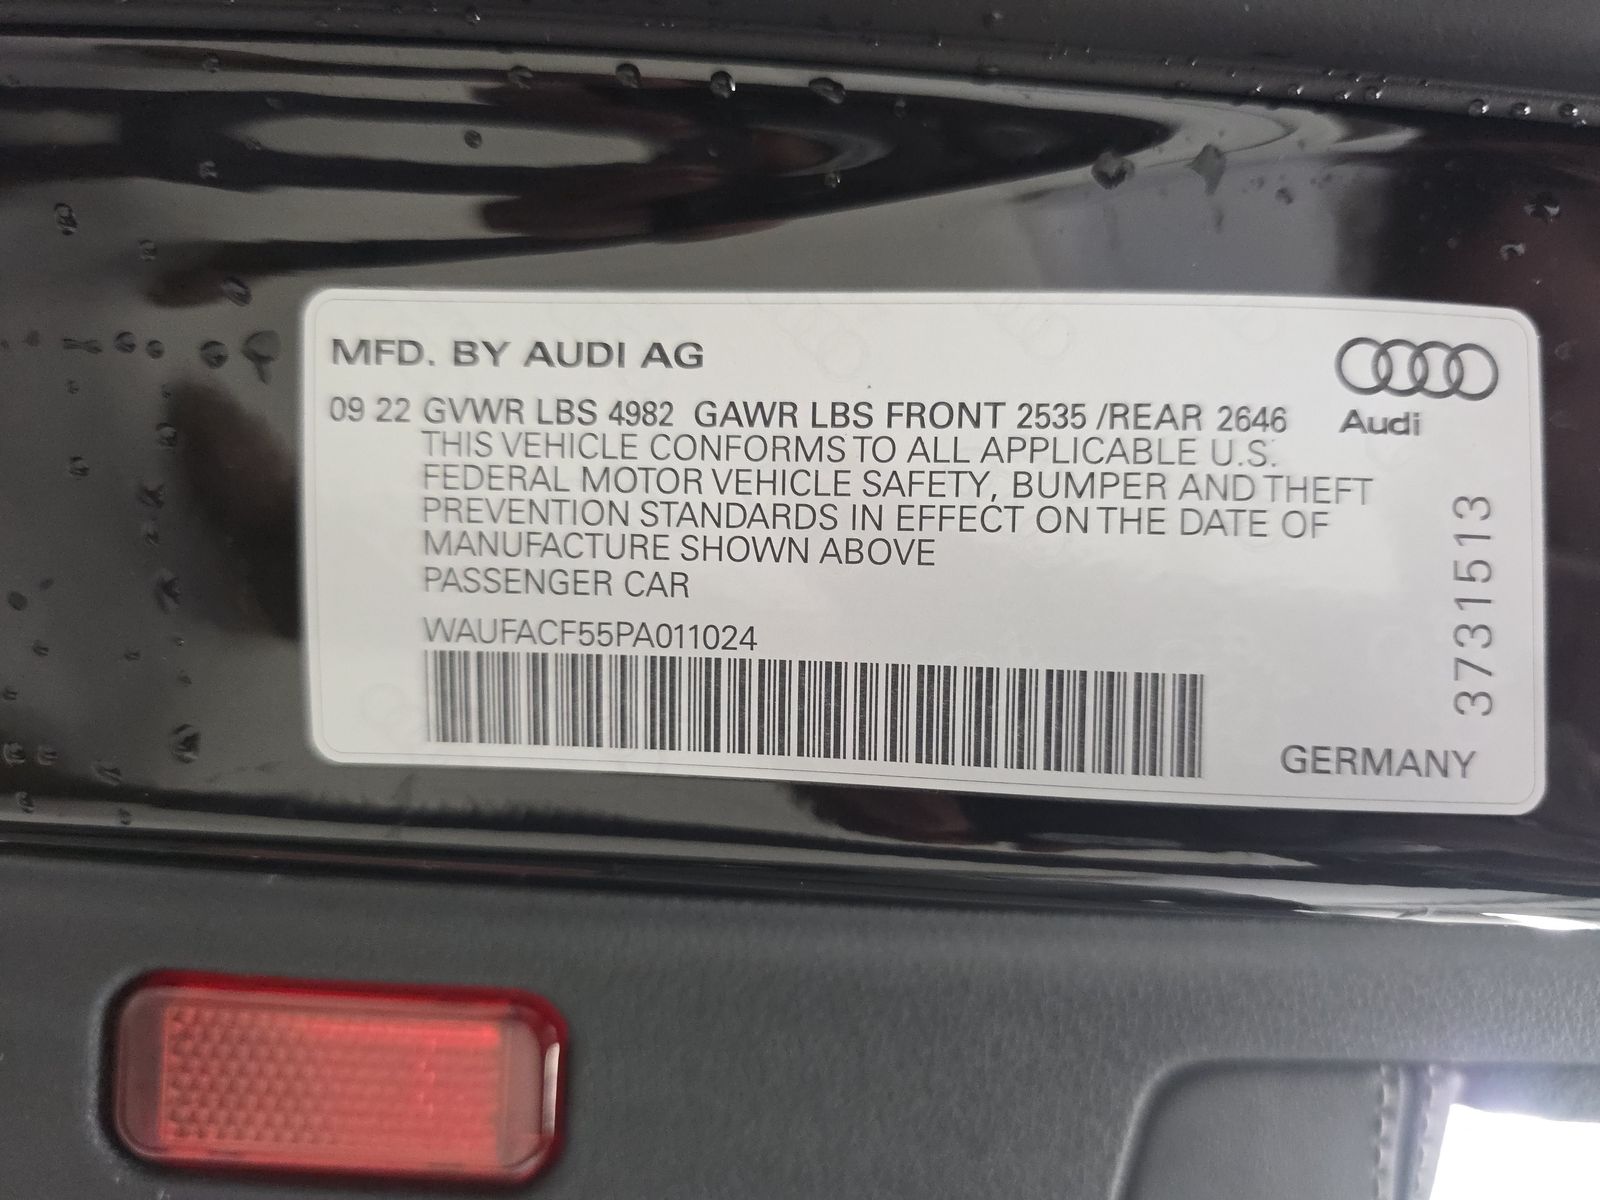 MFD. BY AUDI AG
09 22 GVWR LBS 4982 GAWR LBS FRONT 2535 /REAR 2646
THIS VEHICLE CONFORMS TO ALL APPLICABLE U.S.
FEDERAL MOTOR VEHICLE SAFETY, BUMPER AND THEFT
PREVENTION STANDARDS IN EFFECT ON THE DATE OF
MANUFACTURE SHOWN ABOVE
PASSENGER CAR
WAUFACF55PA011024
Audi
3731513
GERMANY